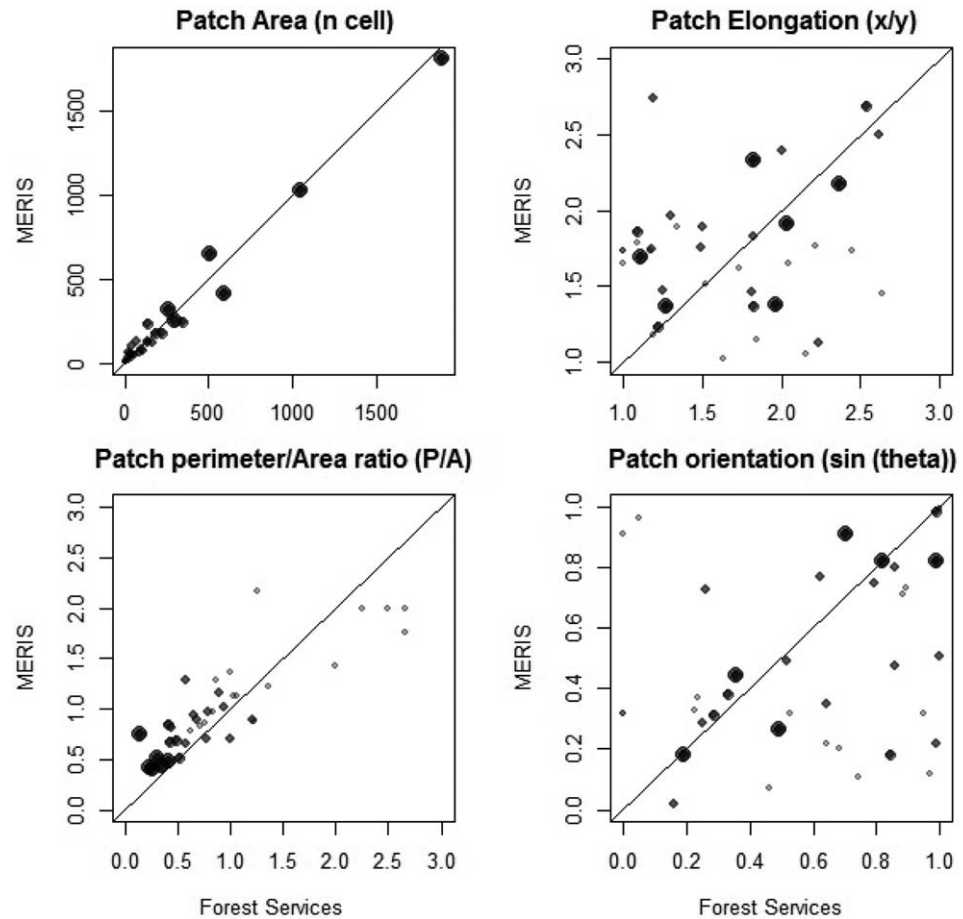 Patch Area (n cell)
MERIS
0 500 1000 1500
0 500 1000 1500
Patch Elongation (x/y)
MERIS
1.0 1.5 2.0 2.5 3.0
1.0 1.5 2.0 2.5 3.0
Patch perimeter/Area ratio (P/A)
MERIS
0.0 0.5 1.0 1.5 2.0 2.5 3.0
0.0 0.5 1.0 1.5 2.0 2.5 3.0
Forest Services
Patch orientation (sin (theta))
MERIS
0.0 0.2 0.4 0.6 0.8 1.0
0.0 0.2 0.4 0.6 0.8 1.0
Forest Services